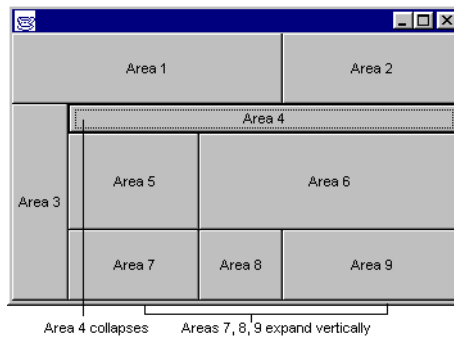 Area 1
Area 2
Area 4
Area 3
Area 5
Area 6
Area 7
Area 8
Area 9
Area 4 collapses
Areas 7, 8, 9 expand vertically